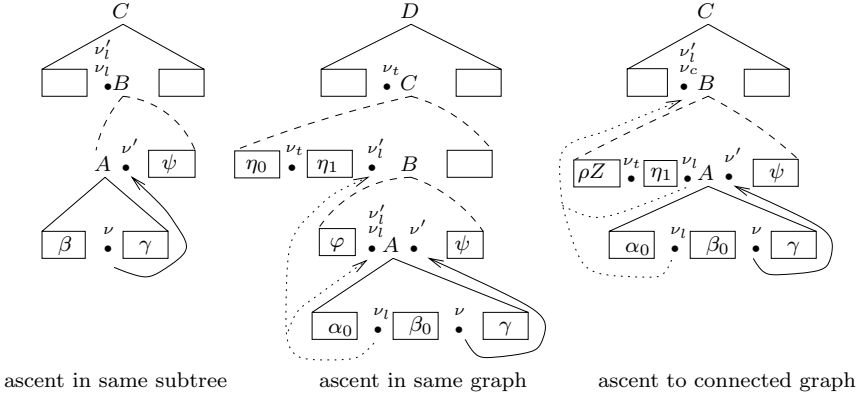 C D C
ν′l ν′l
νl B νt C νc B
A ν′ ψ η0 νt η1 ν′l B ρZ νt η1 νl A ν′ ψ
ν′l
β ν γ φ νl A ν′ ψ α0 νl β0 ν γ
α0 νl β0 ν γ
ascent in same subtree ascent in same graph ascent to connected graph